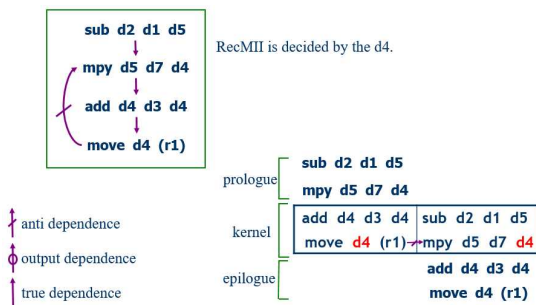 sub d2 d1 d5
RecMII is decided by the d4.
mpy d5 d7 d4
add d4 d3 d4
move d4 (r1)
prologue
sub d2 d1 d5
mpy d5 d7 d4
kernel
add d4 d3 d4 sub d2 d1 d5
move d4 (r1) mpy d5 d7 d4
epilogue
add d4 d3 d4
move d4 (r1)
anti dependence
output dependence
true dependence